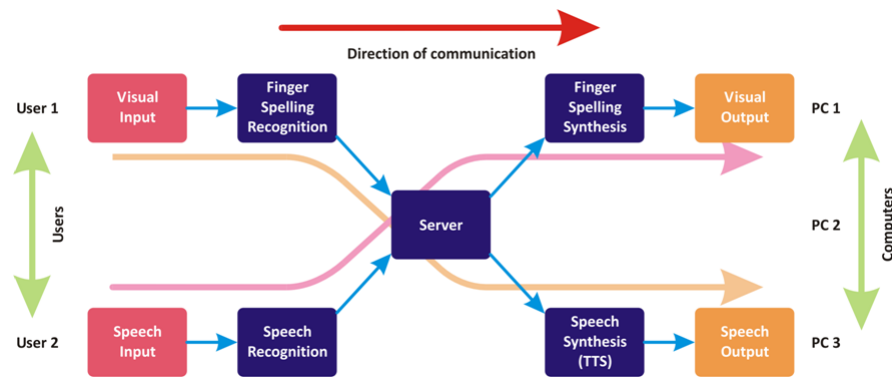 Direction of communication
User 1
Visual
Input
Finger
Spelling
Recognition
Finger
Spelling
Synthesis
Visual
Output
PC 1
Users
Server
PC 2
Computers
User 2
Speech
Input
Speech
Recognition
Speech
Synthesis
(TTS)
Speech
Output
PC 3